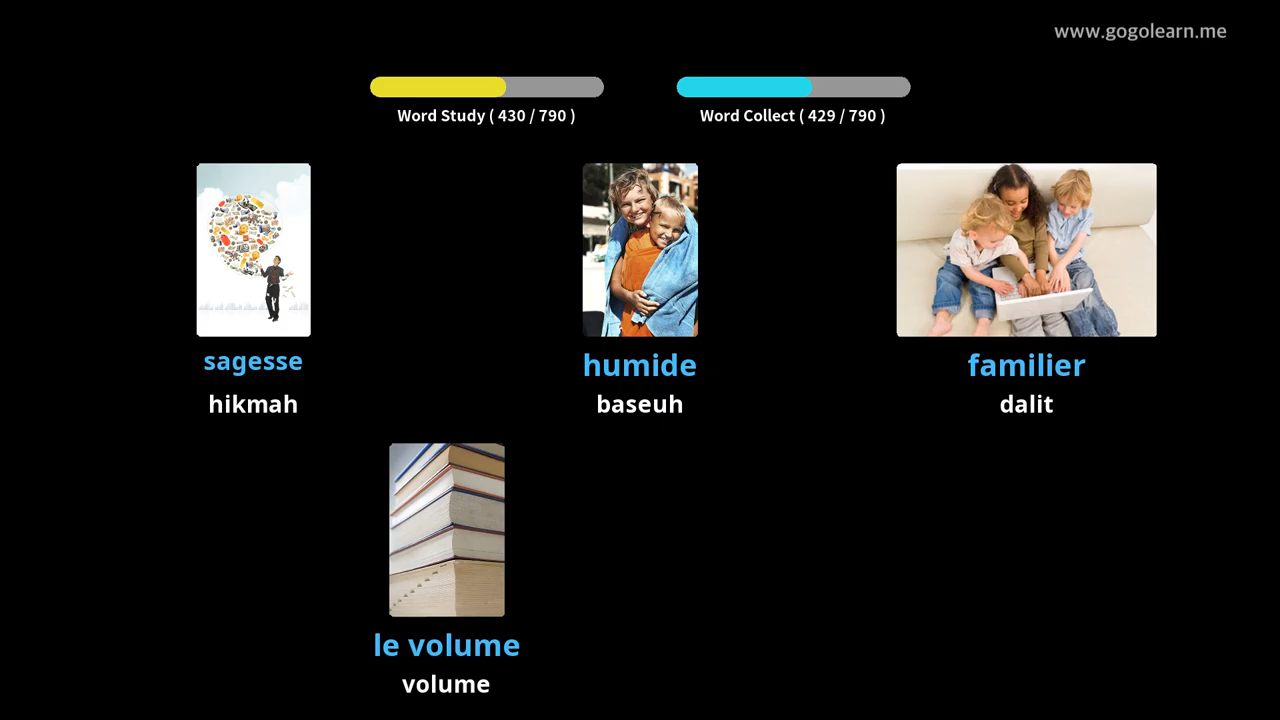 www.gogolearn.me
Word Study ( 430 / 790 )
Word Collect ( 429 / 790 )
sagesse
hikmah
humide
baseuh
familier
dalit
le volume
volume